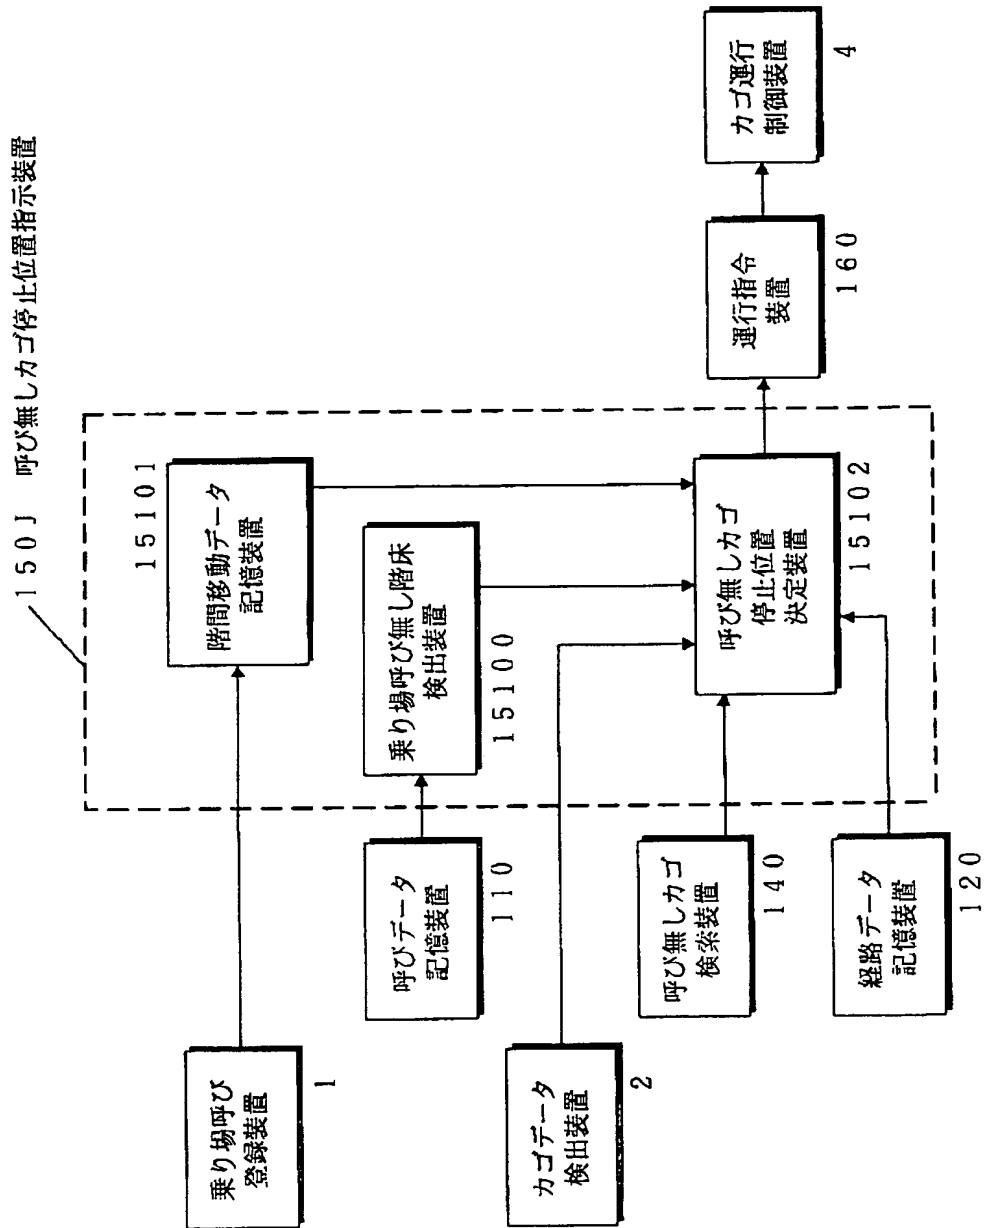 150J 呼び無しカゴ停止位置指示装置
乗り場呼び
登録装置
1
階間移動データ
記憶装置
15101
呼びデータ
記憶装置
110
乗り場呼び無し階床
検出装置
15100
カゴデータ
検出装置
2
呼び無しカゴ
検索装置
140
経路データ
記憶装置
120
呼び無しカゴ
停止位置
決定装置
15102
運行指令
装置
160
カゴ運行
制御装置
4